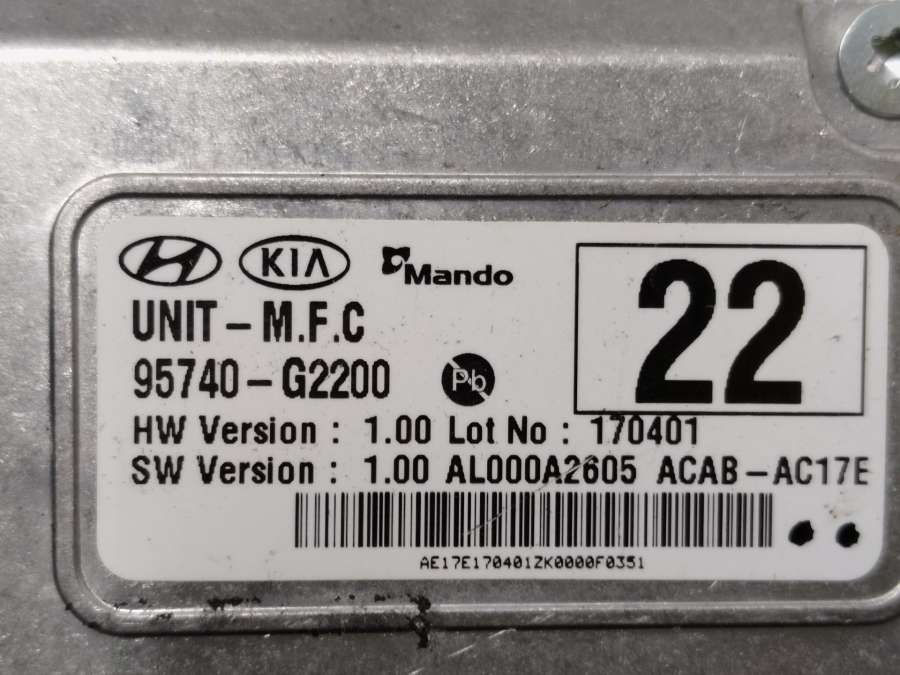 KIA Mando
22
UNIT-M.F.C
95740-G2200 Pb
HW Version : 1.00 Lot No : 170401
SW Version : 1.00 AL000A2605 ACAB-AC17E
AE17E170401ZK0000F0351